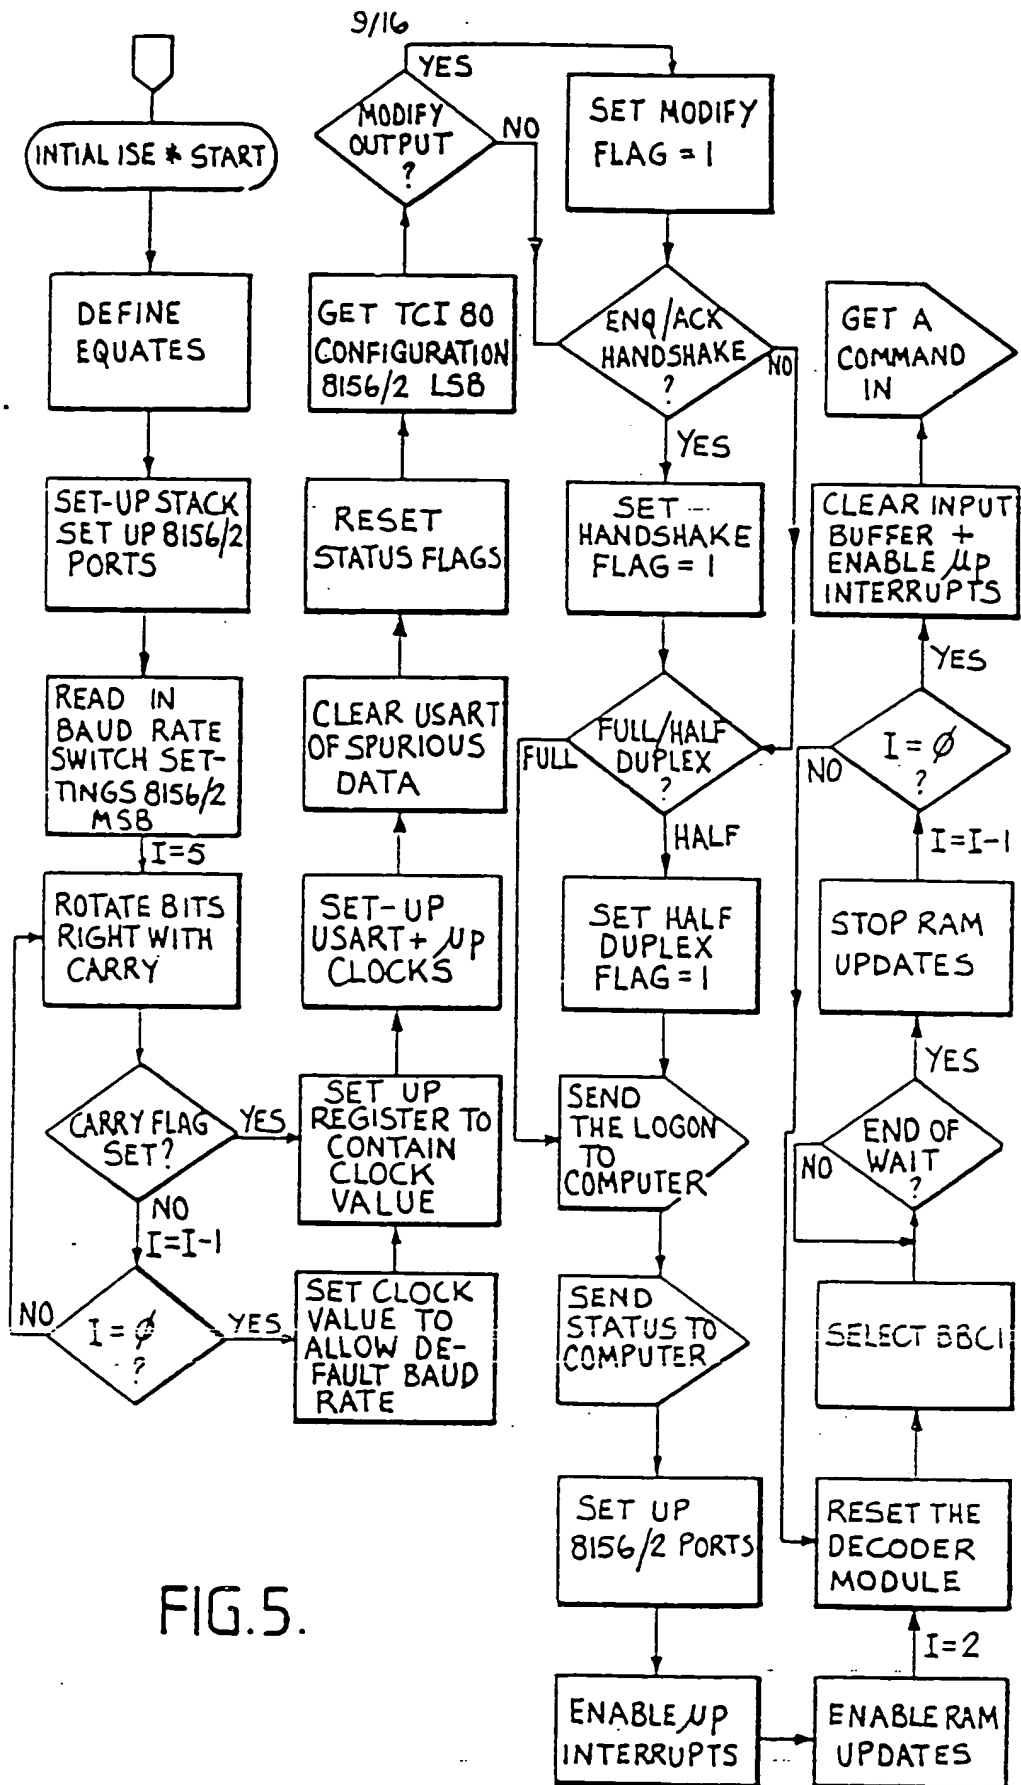 9/16
INTIALISE * START
DEFINE
EQUATES
SET-UP STACK
SET UP 8156/2
PORTS
READ IN
BAUD RATE
SWITCH SET-
TINGS 8156/2
MSB
I=5
ROTATE BITS
RIGHT WITH
CARRY
CARRY FLAG
SET?
YES
NO
I=I-1
I=∅
?
NO
YES
SET CLOCK
VALUE TO
ALLOW DE-
FAULT BAUD
RATE
SET UP
REGISTER TO
CONTAIN
CLOCK
VALUE
SET-UP
USART+ μp
CLOCKS
CLEAR USART
OF SPURIOUS
DATA
RESET
STATUS FLAGS
GET TCI 80
CONFIGURATION
8156/2 LSB
MODIFY
OUTPUT
?
YES
NO
SET MODIFY
FLAG = 1
ENQ/ACK
HANDSHAKE
?
NO
YES
SET
HANDSHAKE
FLAG = 1
FULL/HALF
DUPLEX
?
FULL
HALF
SET HALF
DUPLEX
FLAG=1
SEND
THE LOGON
TO
COMPUTER
SEND
STATUS TO
COMPUTER
SET UP
8156/2 PORTS
ENABLE μp
INTERRUPTS
ENABLE RAM
UPDATES
I=2
RESET THE
DECODER
MODULE
SELECT BBC1
END OF
WAIT
?
NO
YES
STOP RAM
UPDATES
I=I-1
I=∅
?
NO
YES
CLEAR INPUT
BUFFER +
ENABLE μp
INTERRUPTS
GET A
COMMAND
IN
FIG.5.